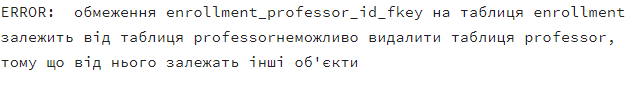 ERROR:  обмеження enrollment_professor_id_fkey на таблиця enrollment
залежить від таблиця professorнеможливо видалити таблиця professor,
тому що від нього залежать інші об'єкти